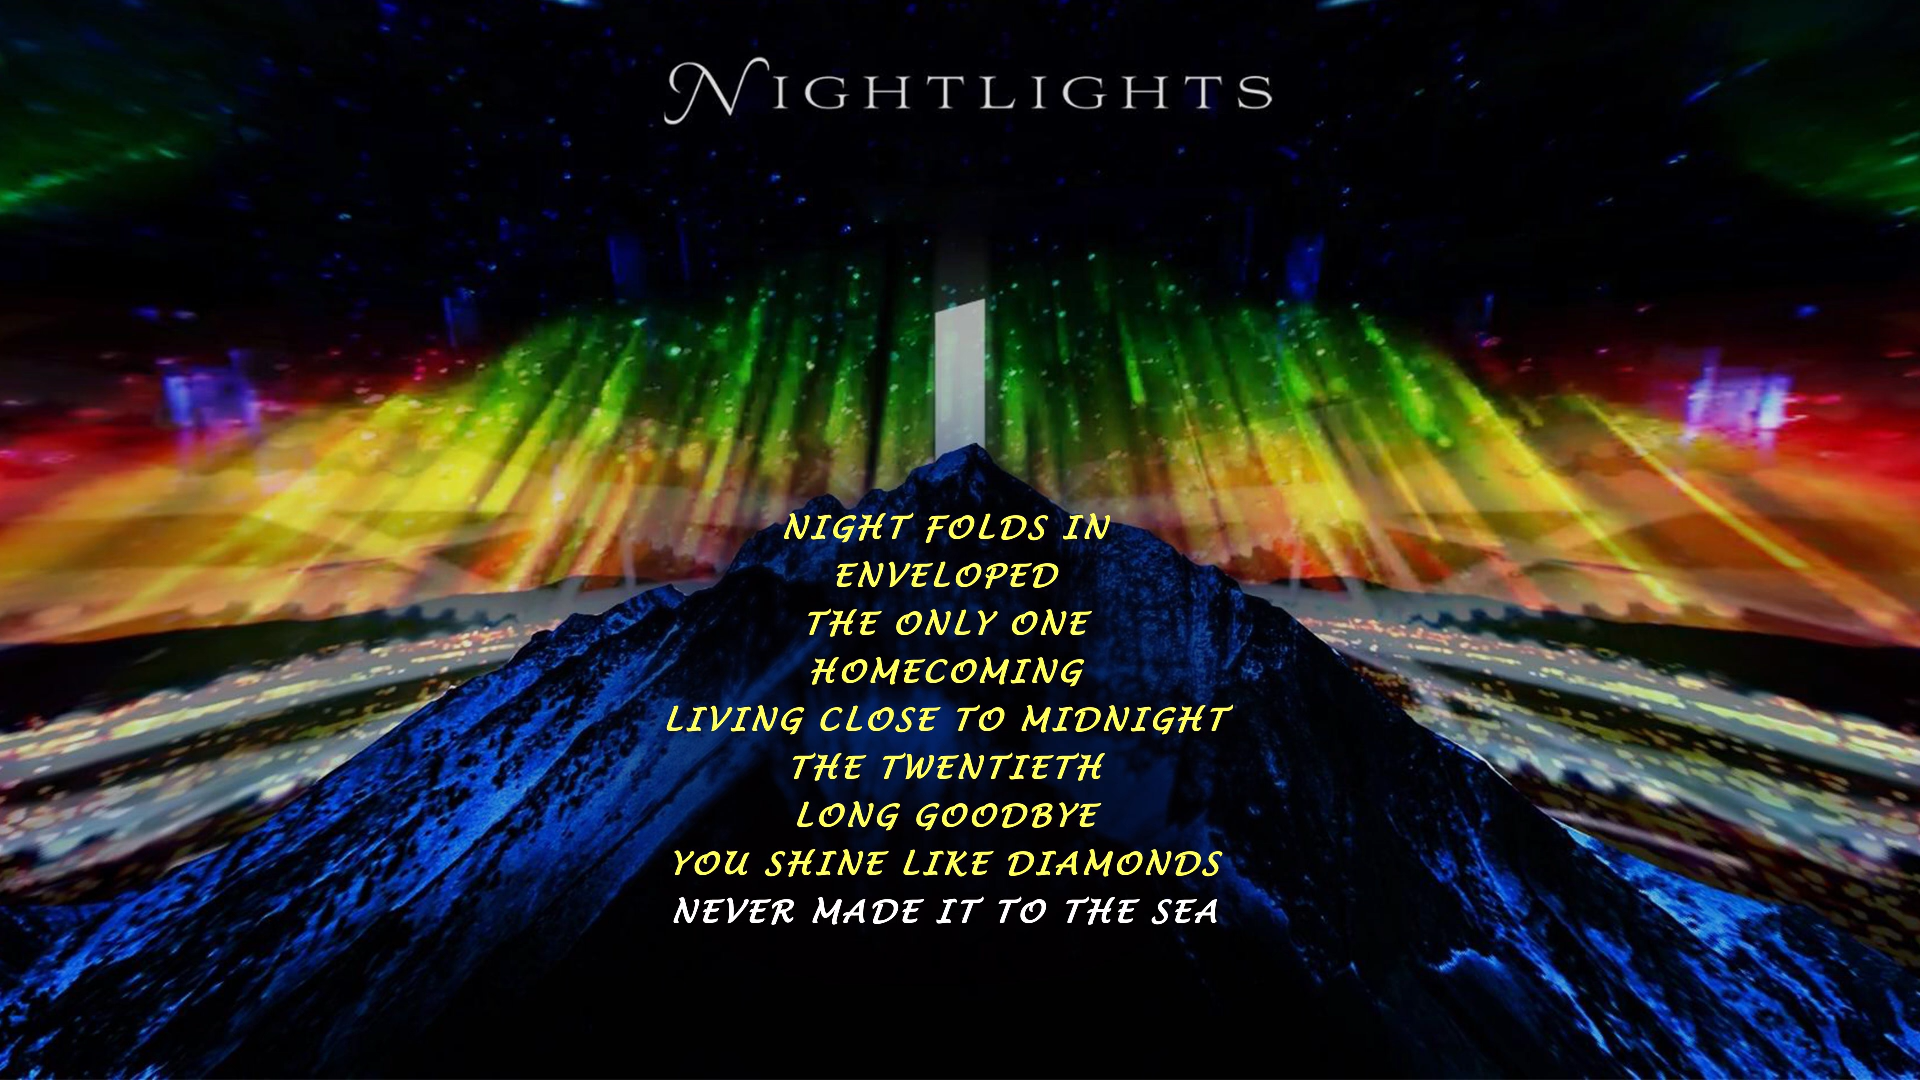 NIGHTLIGHTS
NIGHT FOLDS IN
ENVELOPED
THE ONLY ONE
HOMECOMING
LIVING CLOSE TO MIDNIGHT
THE TWENTIETH
LONG GOODBYE
YOU SHINE LIKE DIAMONDS
NEVER MADE IT TO THE SEA